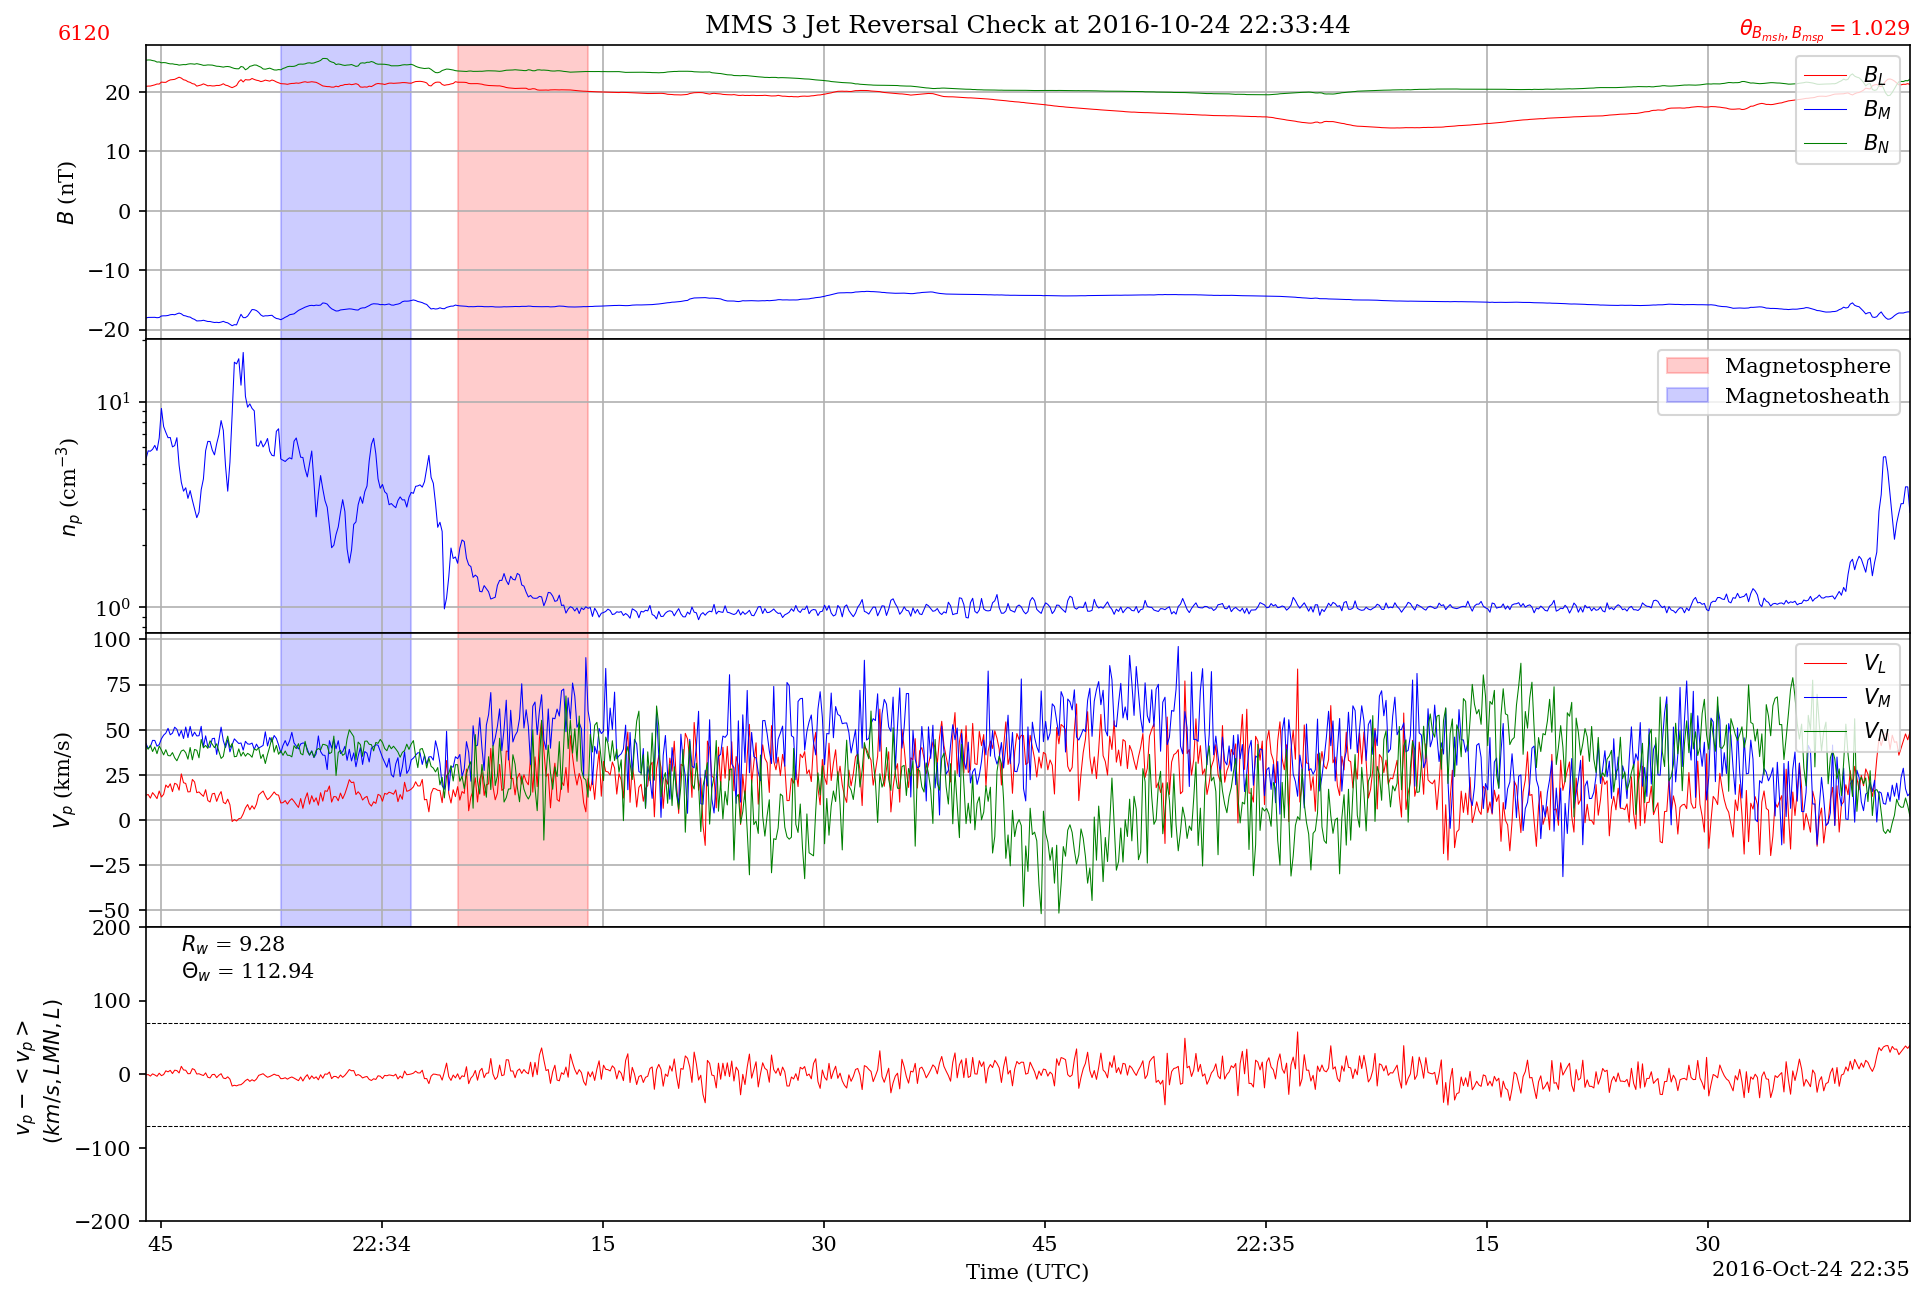 MMS 3 Jet Reversal Check at 2016-10-24 22:33:44
6120
θ_{B_{msh}, B_{msp}} = 1.029
B (nT)
20
10
0
−10
−20
B_L
B_M
B_N
n_p (cm^{−3})
10^1
10^0
Magnetosphere
Magnetosheath
V_p (km/s)
100
75
50
25
0
−25
−50
V_L
V_M
V_N
v_p − < v_p >
(km/s, LMN, L)
200
100
0
−100
−200
R_w = 9.28
Θ_w = 112.94
45
22:34
15
30
45
22:35
15
30
Time (UTC)
2016-Oct-24 22:35